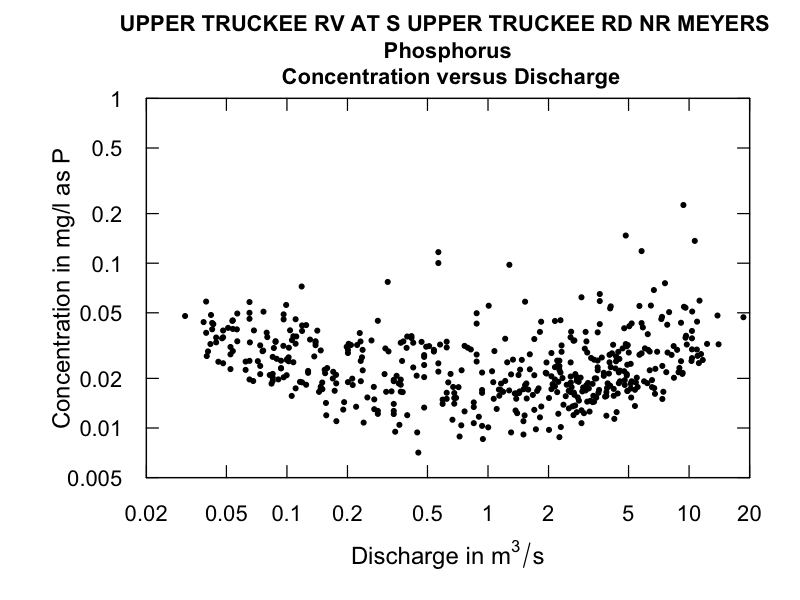 UPPER TRUCKEE RV AT S UPPER TRUCKEE RD NR MEYERS
Phosphorus
Concentration versus Discharge
1
0.5
0.2
0.1
0.05
0.02
0.01
0.005
Concentration in mg/l as P
0.02 0.05 0.1 0.2 0.5 1 2 5 10 20
Discharge in m³/s